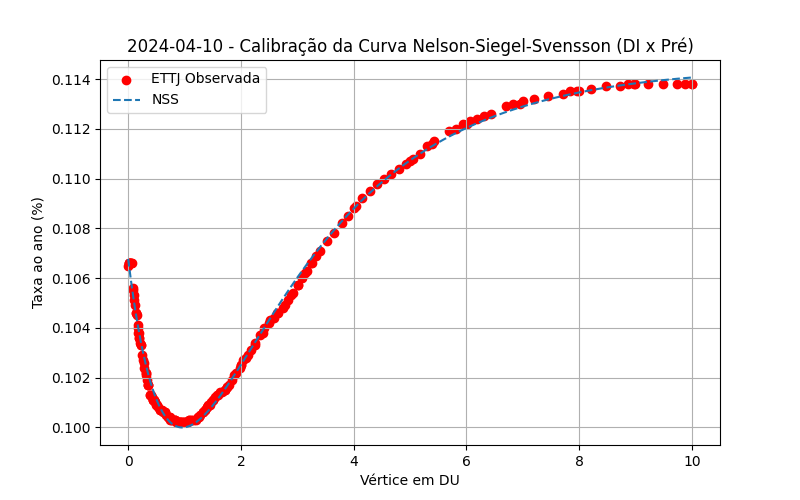 2024-04-10 - Calibração da Curva Nelson-Siegel-Svensson (DI x Pré)
ETTJ Observada
NSS
Taxa ao ano (%)
0.114
0.112
0.110
0.108
0.106
0.104
0.102
0.100
0 2 4 6 8 10
Vértice em DU